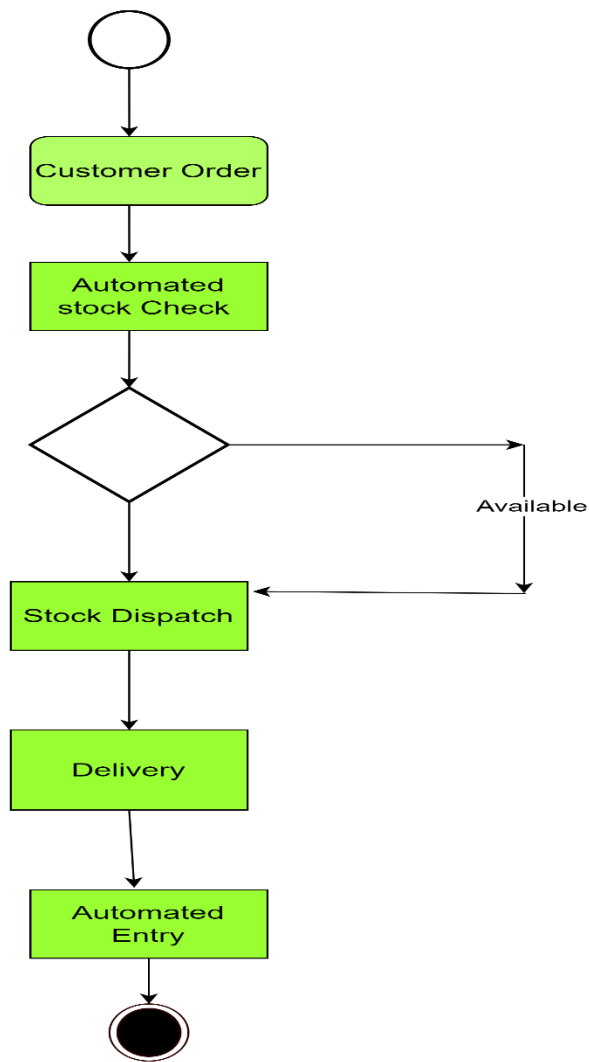 Customer Order
Automated
stock Check
Available
Stock Dispatch
Delivery
Automated
Entry